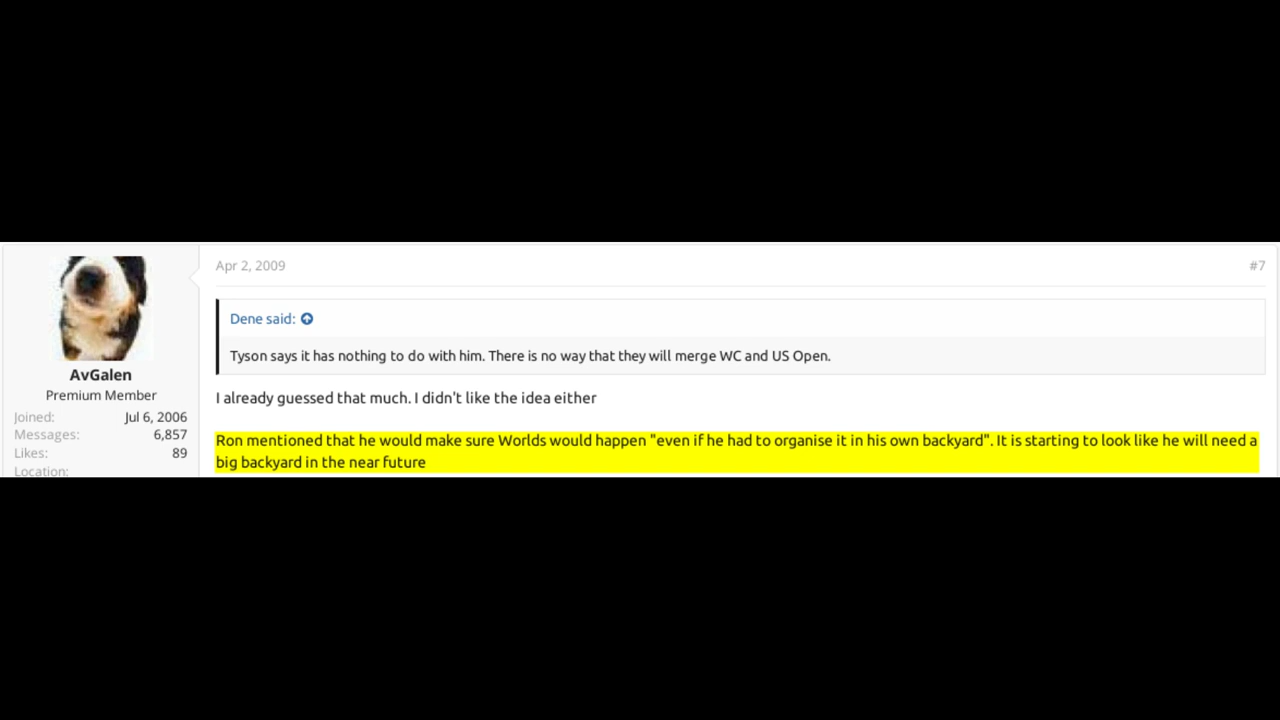 Apr 2, 2009 #7
Dene said:
Tyson says it has nothing to do with him. There is no way that they will merge WC and US Open.
AvGalen
Premium Member
Joined: Jul 6, 2006
Messages: 6,857
Likes: 89
Location:
I already guessed that much. I didn't like the idea either
Ron mentioned that he would make sure Worlds would happen "even if he had to organise it in his own backyard". It is starting to look like he will need a
big backyard in the near future